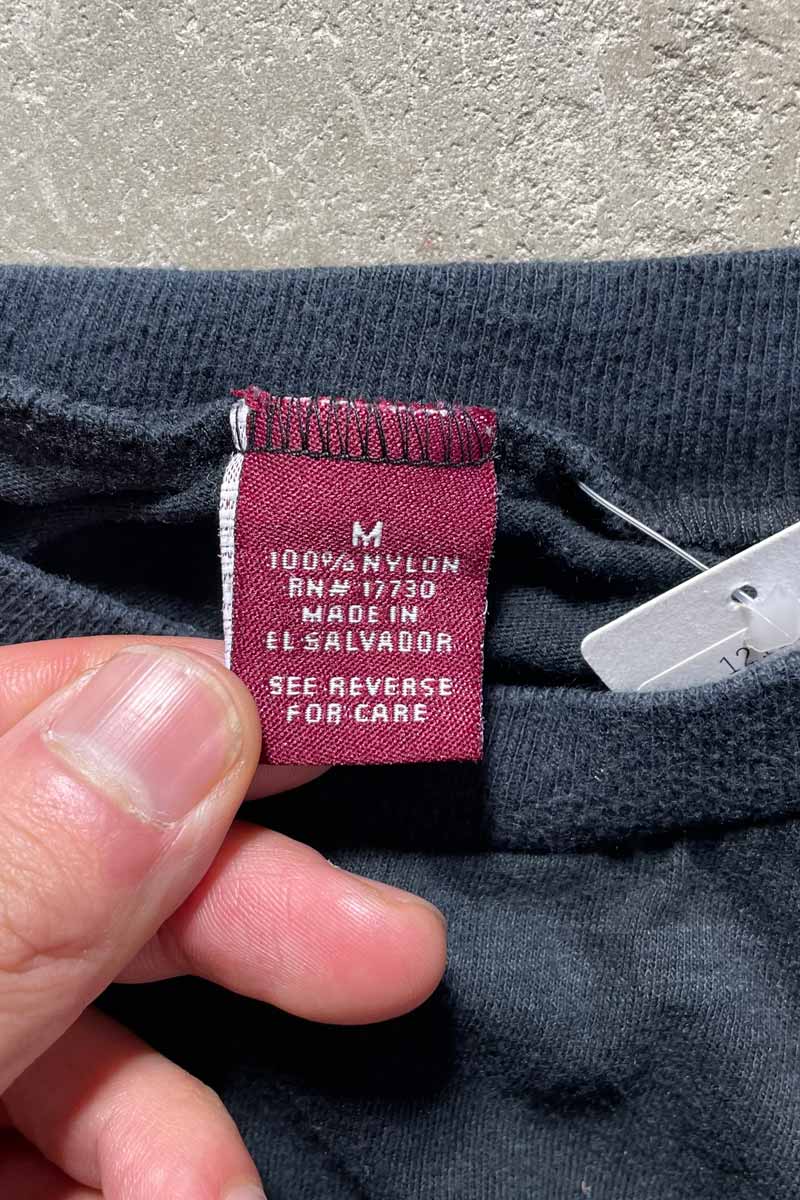 M
100% NYLON
RN# 17730
MADE IN
EL SALVADOR
SEE REVERSE
FOR CARE